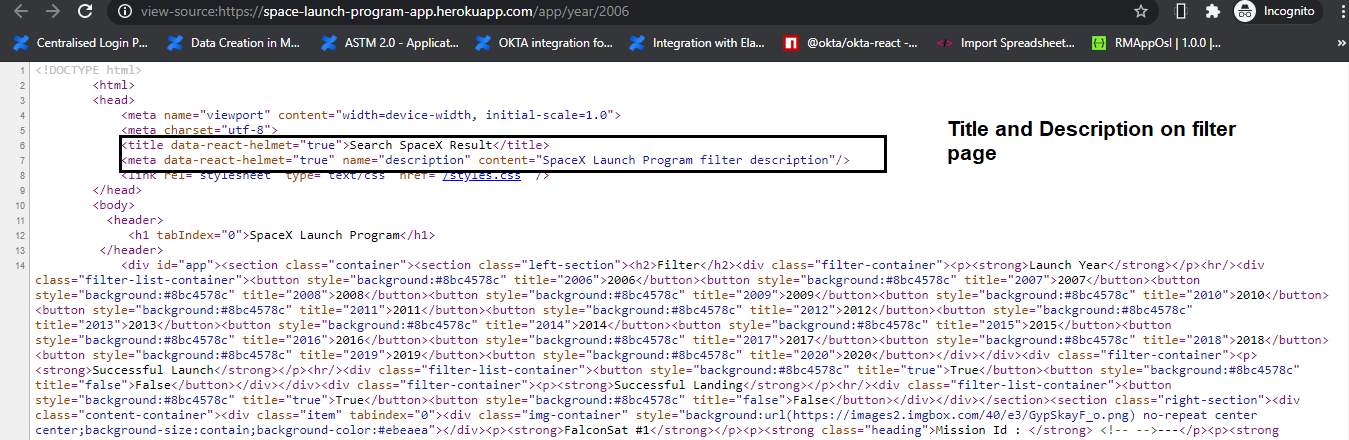 view-source:https://space-launch-program-app.herokuapp.com/app/year/2006
Incognito
Centralised Login P...
Data Creation in M...
ASTM 2.0 - Applicat...
OKTA integration fo...
Integration with Ela...
@okta/okta-react -...
Import Spreadsheet...
RMAppOsl | 1.0.0 |...
»
1 <!DOCTYPE html>
2 <html>
3 <head>
4 <meta name="viewport" content="width=device-width, initial-scale=1.0">
5 <meta charset="utf-8">
6 <title data-react-helmet="true">Search SpaceX Result</title>
7 <meta data-react-helmet="true" name="description" content="SpaceX Launch Program filter description"/>
8 <link rel="stylesheet" type="text/css" href="/styles.css" />
9 </head>
10 <body>
11 <header>
12 <h1 tabIndex="0">SpaceX Launch Program</h1>
13 </header>
14 <div id="app"><section class="container"><section class="left-section"><h2>Filter</h2><div class="filter-container"><p><strong>Launch Year</strong></p><hr/><div
class="filter-list-container"><button style="background:#8bc4578c" title="2006">2006</button><button style="background:#8bc4578c" title="2007">2007</button><button
style="background:#8bc4578c" title="2008">2008</button><button style="background:#8bc4578c" title="2009">2009</button><button style="background:#8bc4578c" title="2010">2010</button>
<button style="background:#8bc4578c" title="2011">2011</button><button style="background:#8bc4578c" title="2012">2012</button><button style="background:#8bc4578c"
title="2013">2013</button><button style="background:#8bc4578c" title="2014">2014</button><button style="background:#8bc4578c" title="2015">2015</button><button
style="background:#8bc4578c" title="2016">2016</button><button style="background:#8bc4578c" title="2017">2017</button><button style="background:#8bc4578c" title="2018">2018</button>
<button style="background:#8bc4578c" title="2019">2019</button><button style="background:#8bc4578c" title="2020">2020</button></div></div><div class="filter-container"><p>
<strong>Successful Launch</strong></p><hr/><div class="filter-list-container"><button style="background:#8bc4578c" title="true">True</button><button style="background:#8bc4578c"
title="false">False</button></div></div><div class="filter-container"><p><strong>Successful Landing</strong></p><hr/><div class="filter-list-container"><button
style="background:#8bc4578c" title="true">True</button><button style="background:#8bc4578c" title="false">False</button></div></div></section><section class="right-section"><div
class="content-container"><div class="item" tabindex="0"><div class="img-container" style="background:url(https://images2.imgbox.com/40/e3/GypSkayF_o.png) no-repeat center
center;background-size:contain;background-color:#ebeaea"></div><p><strong>FalconSat #1</strong></p><p><strong class="heading">Mission Id : </strong> <!-- -->---</p><p><strong
Title and Description on filter
page